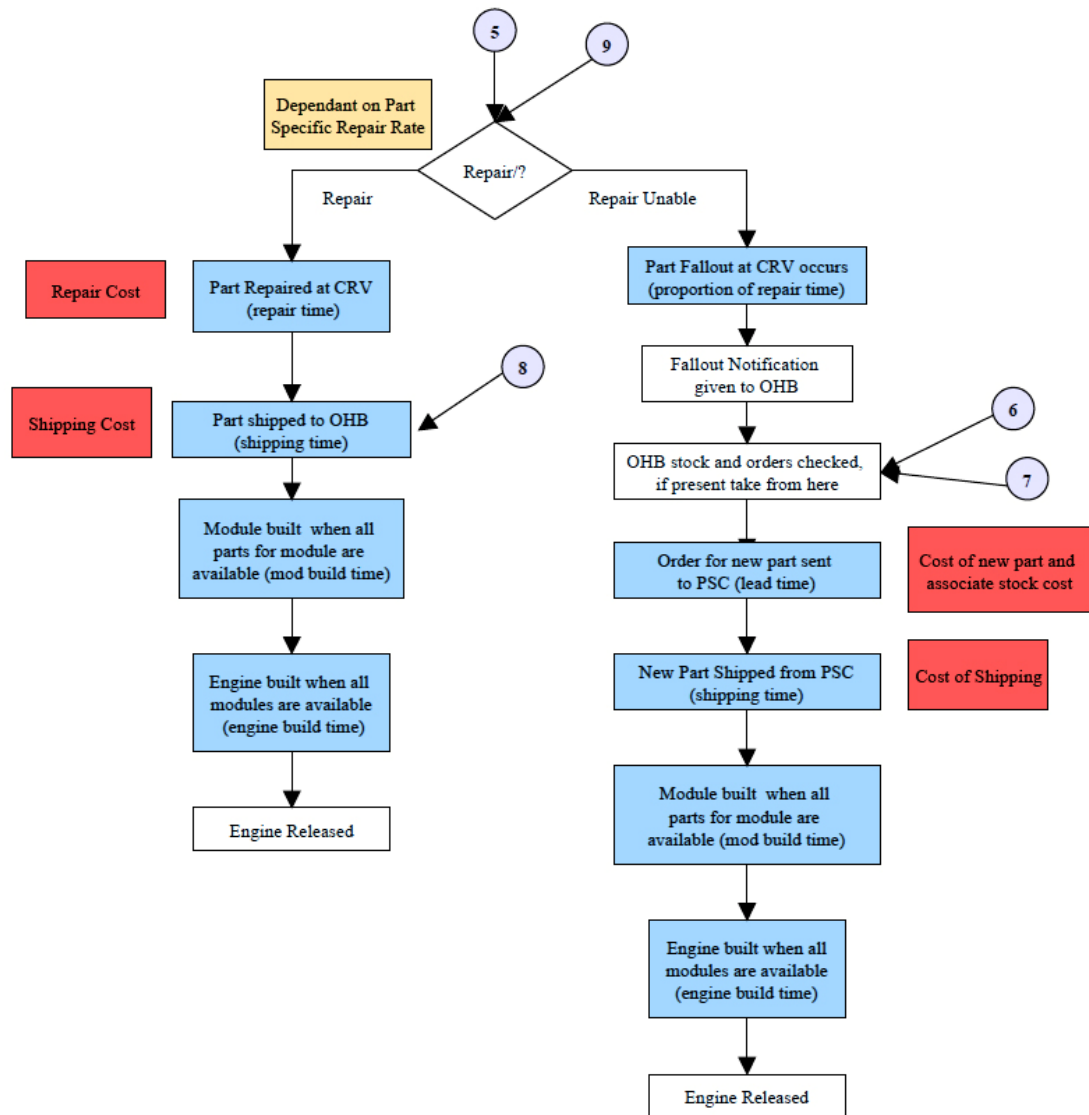 5
9
Dependant on Part
Specific Repair Rate
Repair/?
Repair
Repair Unable
Repair Cost
Part Repaired at CRV
(repair time)
Part Fallout at CRV occurs
(proportion of repair time)
Fallout Notification
given to OHB
8
Shipping Cost
Part shipped to OHB
(shipping time)
6
OHB stock and orders checked,
if present take from here
7
Module built when all
parts for module are
available (mod build time)
Order for new part sent
to PSC (lead time)
Cost of new part and
associate stock cost
Engine built when all
modules are available
(engine build time)
New Part Shipped from PSC
(shipping time)
Cost of Shipping
Engine Released
Module built when all
parts for module are
available (mod build time)
Engine built when all
modules are available
(engine build time)
Engine Released